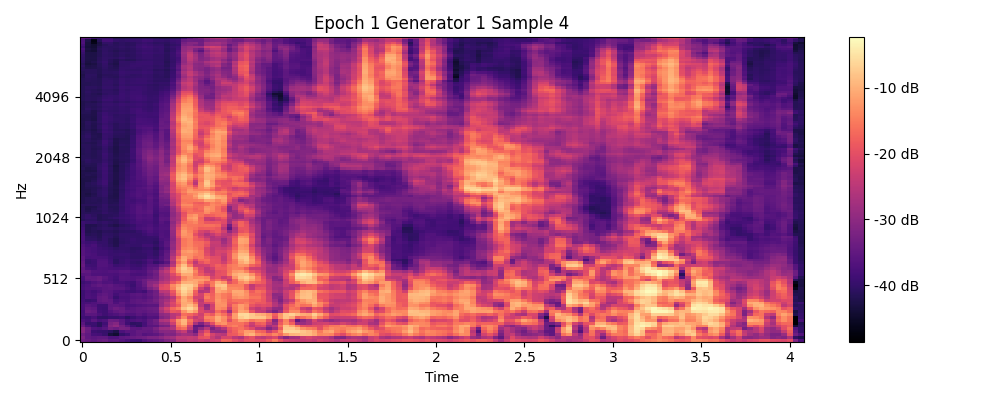 Epoch 1 Generator 1 Sample 4
Hz
4096
2048
1024
512
0
0 0.5 1 1.5 2 2.5 3 3.5 4
Time
-10 dB
-20 dB
-30 dB
-40 dB